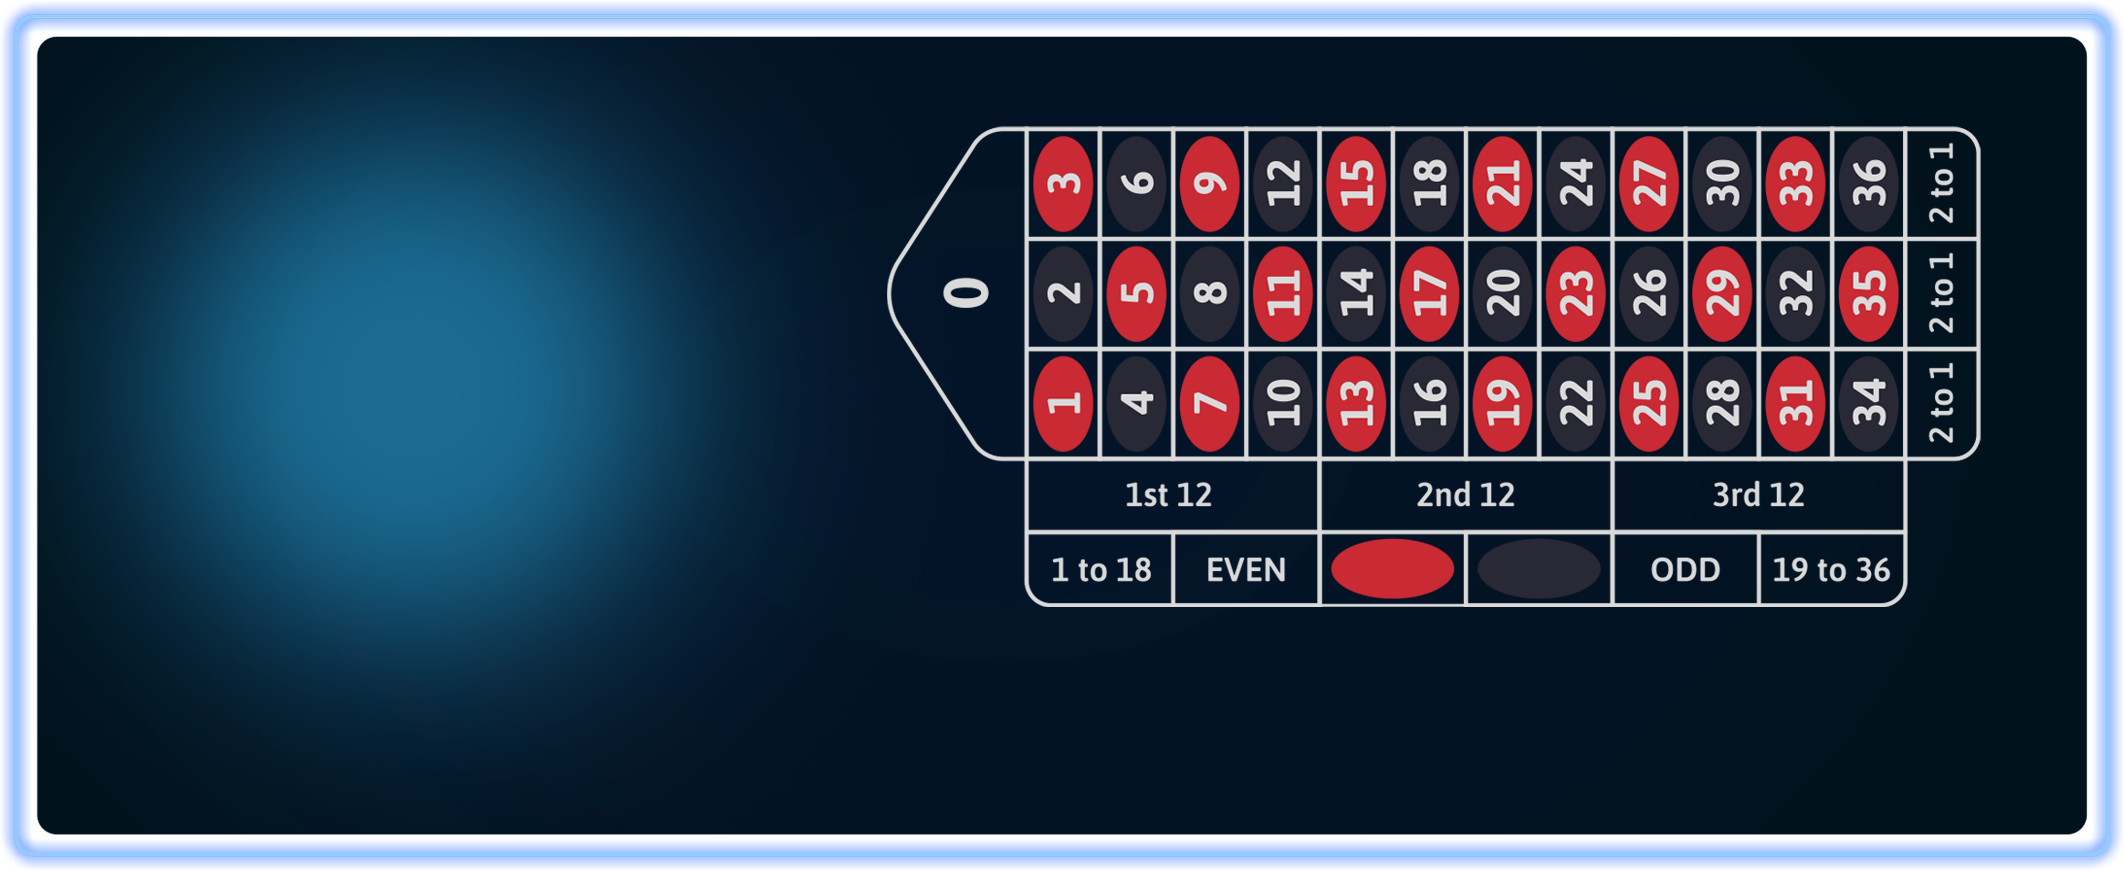 3 6 9 12 15 18 21 24 27 30 33 36 2 to 1
0 2 5 8 11 14 17 20 23 26 29 32 35 2 to 1
1 4 7 10 13 16 19 22 25 28 31 34 2 to 1
1st 12 2nd 12 3rd 12
1 to 18 EVEN ODD 19 to 36